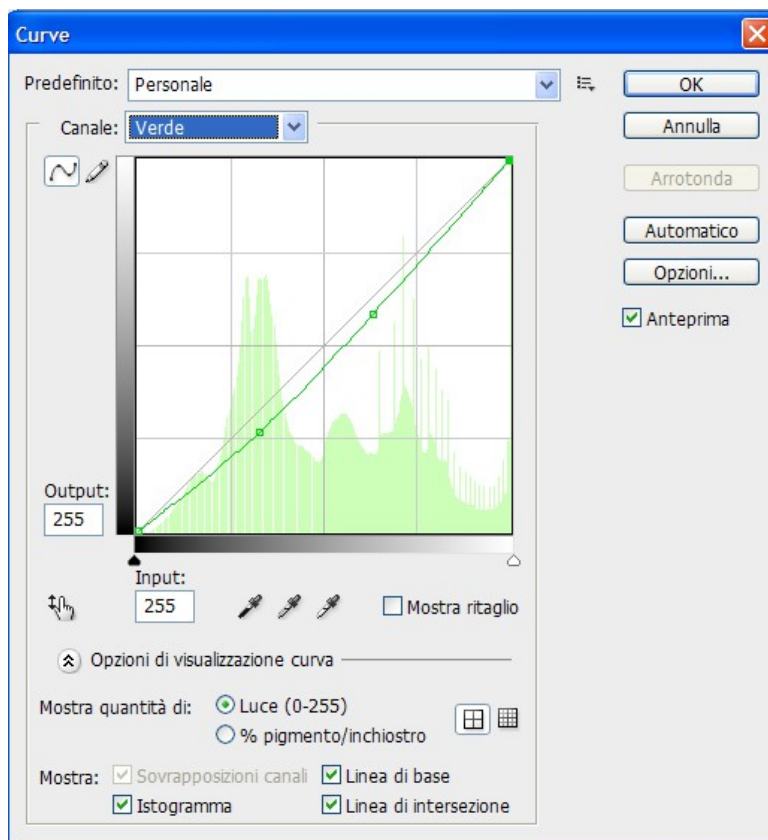 Curve
Predefinito: Personale
OK
Canale: Verde
Annulla
Arrotonda
Automatico
Opzioni...
Anteprima
Output:
255
Input:
255
Mostra ritaglio
Opzioni di visualizzazione curva
Mostra quantità di: Luce (0-255)
% pigmento/inchiostro
Mostra: Sovrapposizioni canali Linea di base
Istogramma Linea di intersezione